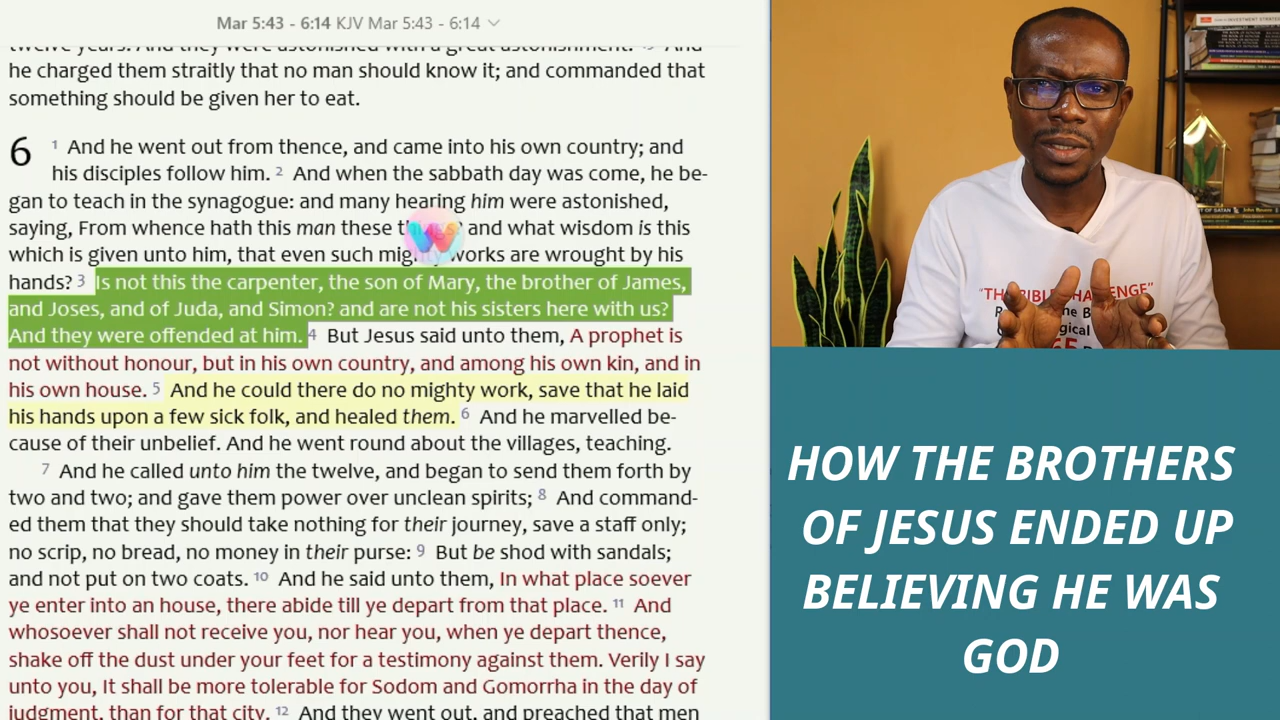 Mar 5:43 - 6:14 KJV Mar 5:43 - 6:14
twelve years. And they were astonished with a great astonishment. And
he charged them straitly that no man should know it; and commanded that
something should be given her to eat.
6 1 And he went out from thence, and came into his own country; and
his disciples follow him. 2 And when the sabbath day was come, he be-
gan to teach in the synagogue: and many hearing him were astonished,
saying, From whence hath this man these things? and what wisdom is this
which is given unto him, that even such mighty works are wrought by his
hands? 3 Is not this the carpenter, the son of Mary, the brother of James,
and Joses, and of Juda, and Simon? and are not his sisters here with us?
And they were offended at him. 4 But Jesus said unto them, A prophet is
not without honour, but in his own country, and among his own kin, and in
his own house. 5 And he could there do no mighty work, save that he laid
his hands upon a few sick folk, and healed them. 6 And he marvelled be-
cause of their unbelief. And he went round about the villages, teaching.
7 And he called unto him the twelve, and began to send them forth by
two and two; and gave them power over unclean spirits; 8 And command-
ed them that they should take nothing for their journey, save a staff only;
no scrip, no bread, no money in their purse: 9 But be shod with sandals;
and not put on two coats. 10 And he said unto them, In what place soever
ye enter into an house, there abide till ye depart from that place. 11 And
whosoever shall not receive you, nor hear you, when ye depart thence,
shake off the dust under your feet for a testimony against them. Verily I say
unto you, It shall be more tolerable for Sodom and Gomorrha in the day of
judgment, than for that city. 12 And they went out, and preached that men
HOW THE BROTHERS
OF JESUS ENDED UP
BELIEVING HE WAS
GOD